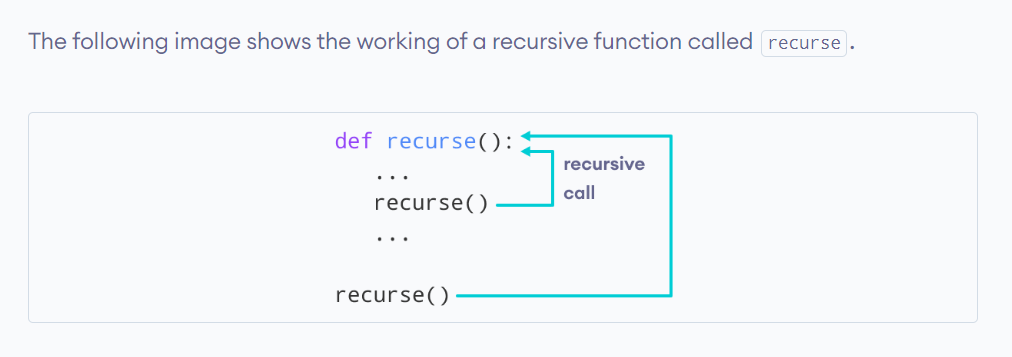 The following image shows the working of a recursive function called recurse.
def recurse():
recursive
...
call
recurse()
...
recurse()